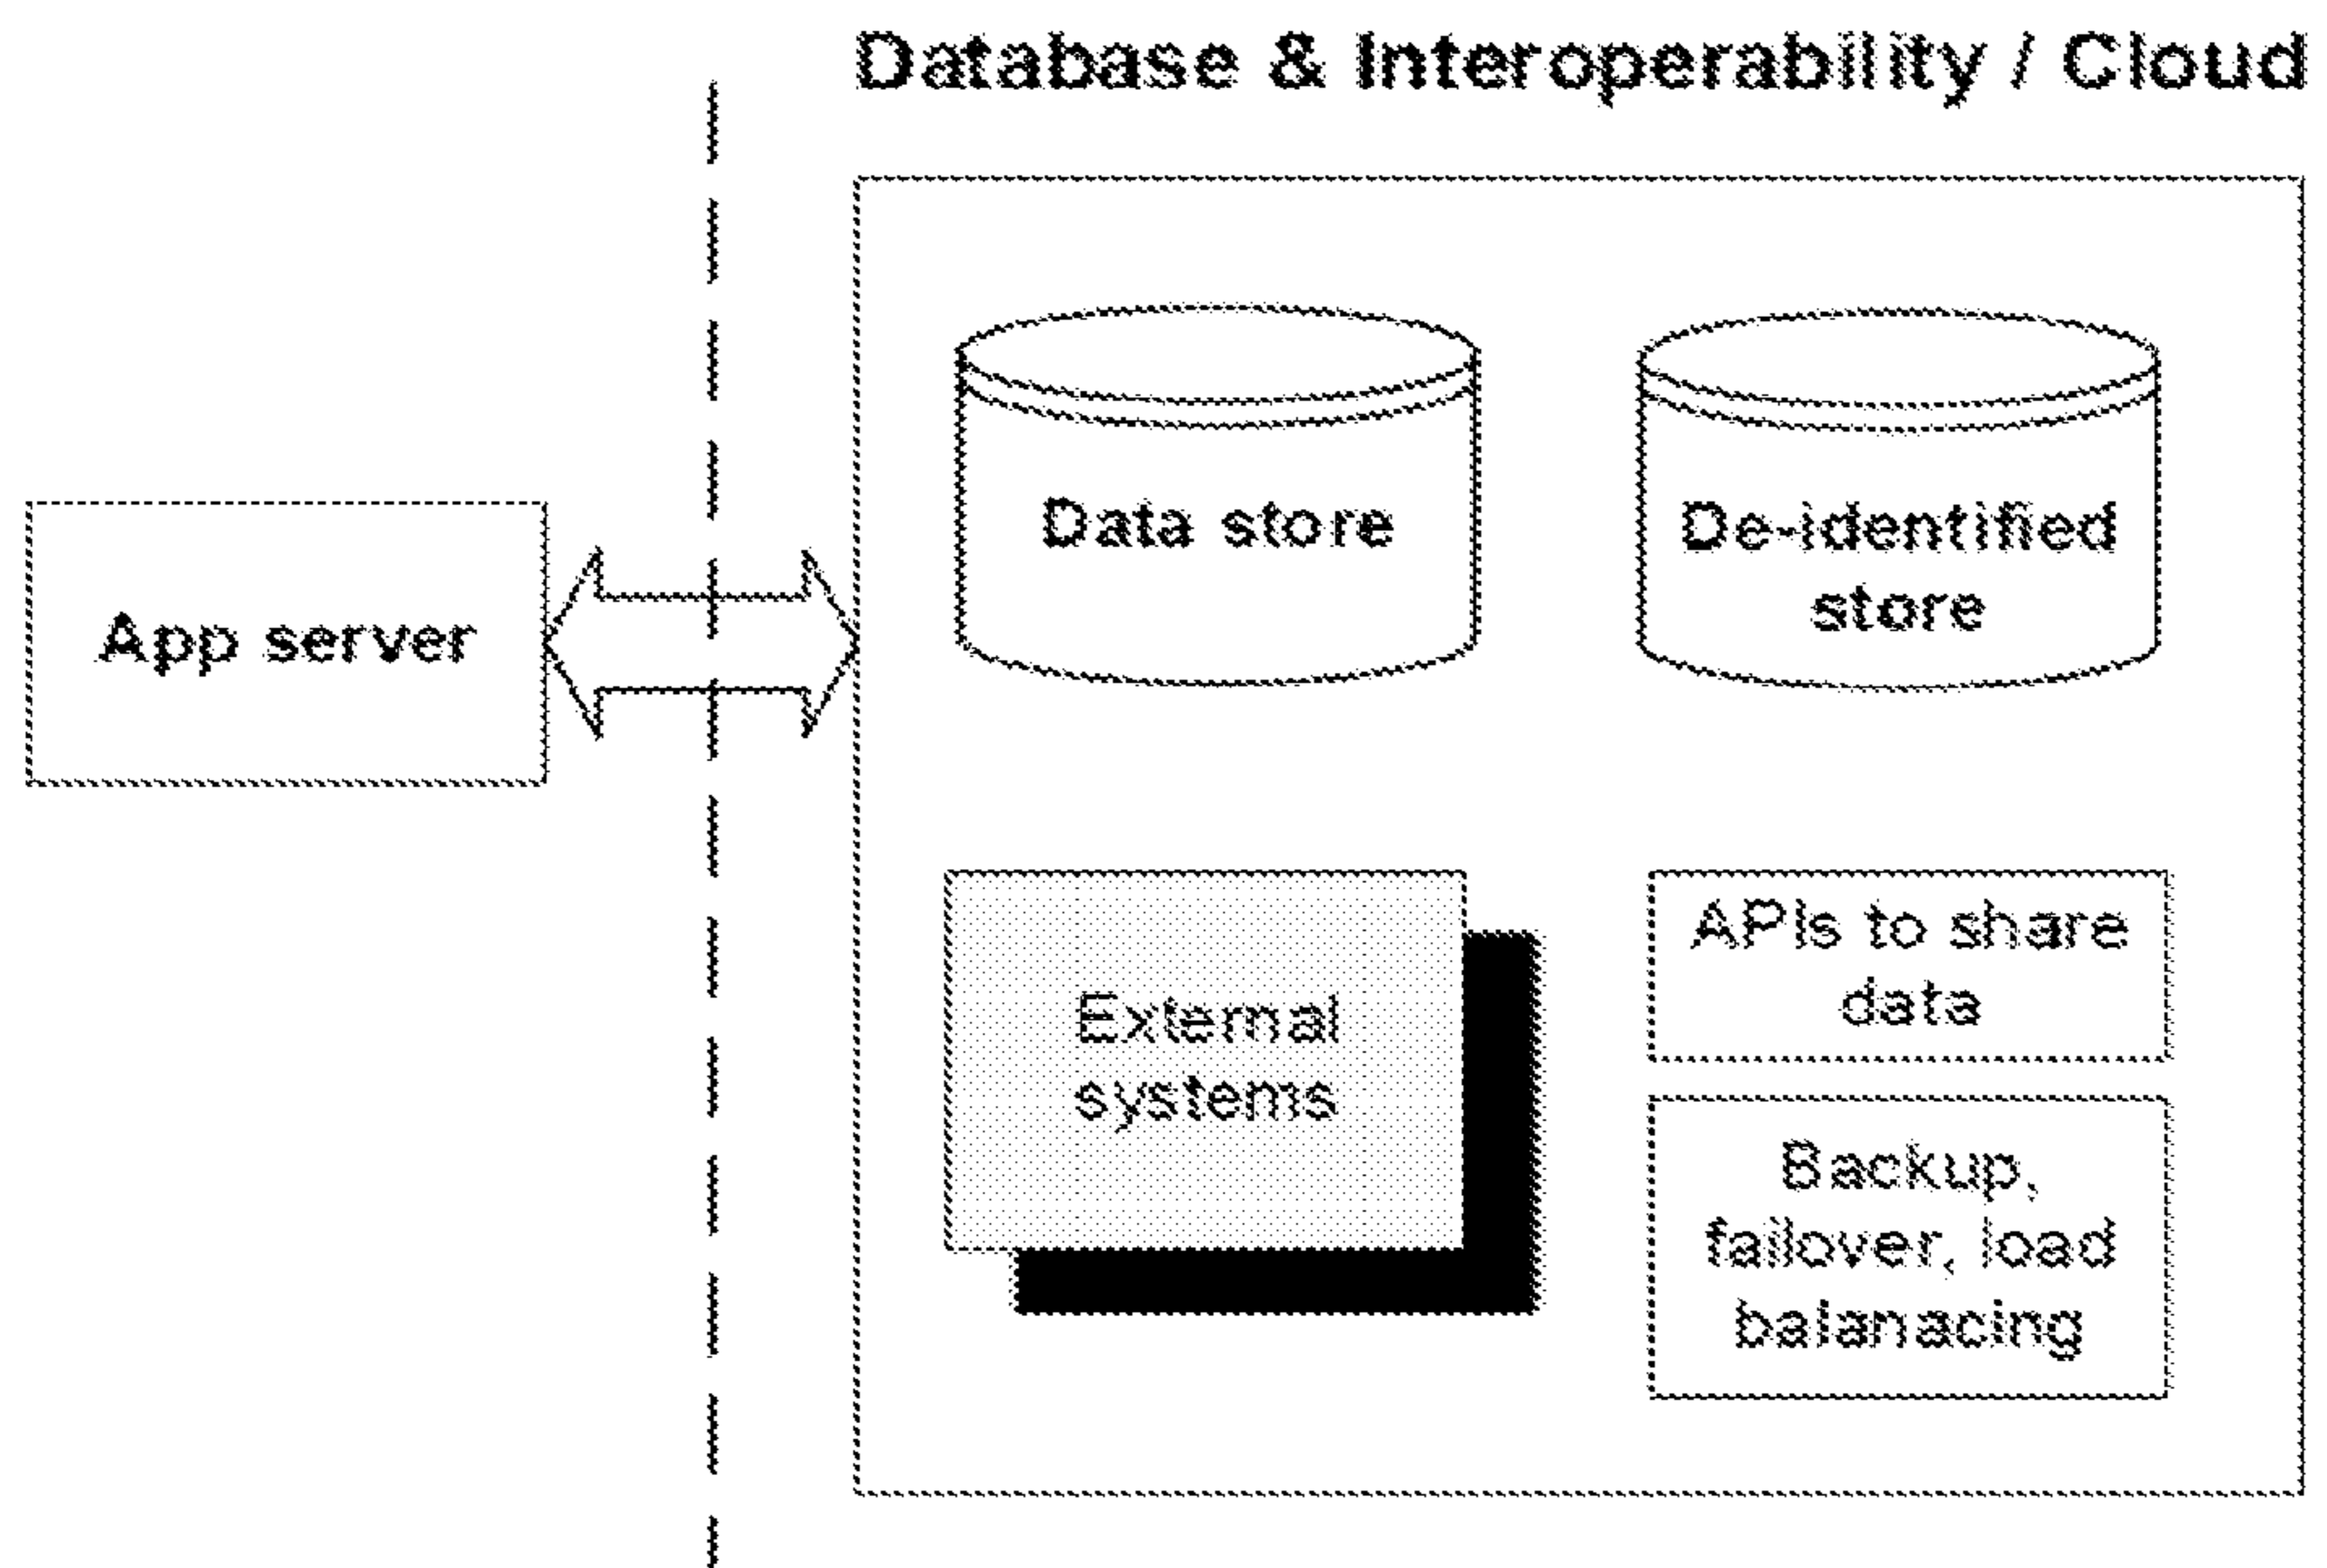 Database & Interoperability / Cloud
App server
Data store
De-identified
store
External
systems
APIs to share
data
Backup,
failover, load
balanacing